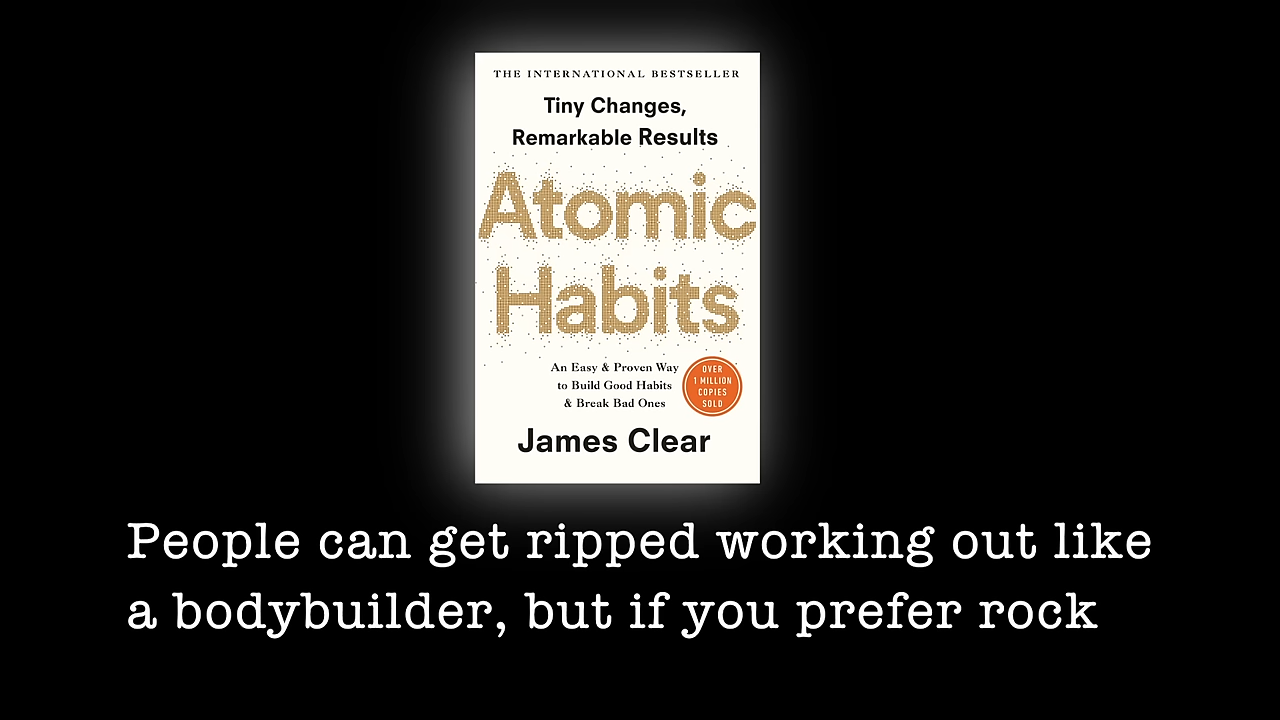 THE INTERNATIONAL BESTSELLER
Tiny Changes,
Remarkable Results
Atomic
Habits
An Easy & Proven Way
to Build Good Habits
& Break Bad Ones
OVER
1 MILLION
COPIES
SOLD
James Clear
People can get ripped working out like
a bodybuilder, but if you prefer rock